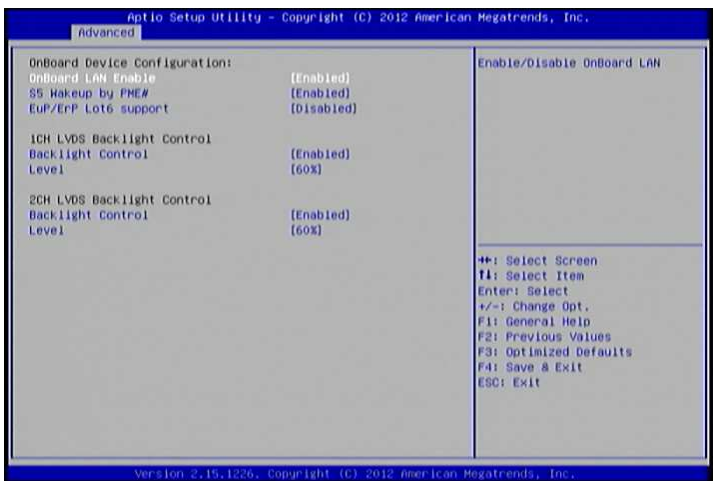 Aptio Setup Utility - Copyright (C) 2012 American Megatrends, Inc.
Advanced
OnBoard Device Configuration:
OnBoard LAN Enable [Enabled]
S5 Wakeup by PME# [Enabled]
EuP/ErP Lot6 support [Disabled]
1CH LVDS Backlight Control
Backlight Control [Enabled]
Level [60%]
2CH LVDS Backlight Control
Backlight Control [Enabled]
Level [60%]
Enable/Disable OnBoard LAN
→←: Select Screen
↑↓: Select Item
Enter: Select
+/-: Change Opt.
F1: General Help
F2: Previous Values
F3: Optimized Defaults
F4: Save & Exit
ESC: Exit
Version 2.15.1226. Copyright (C) 2012 American Megatrends, Inc.